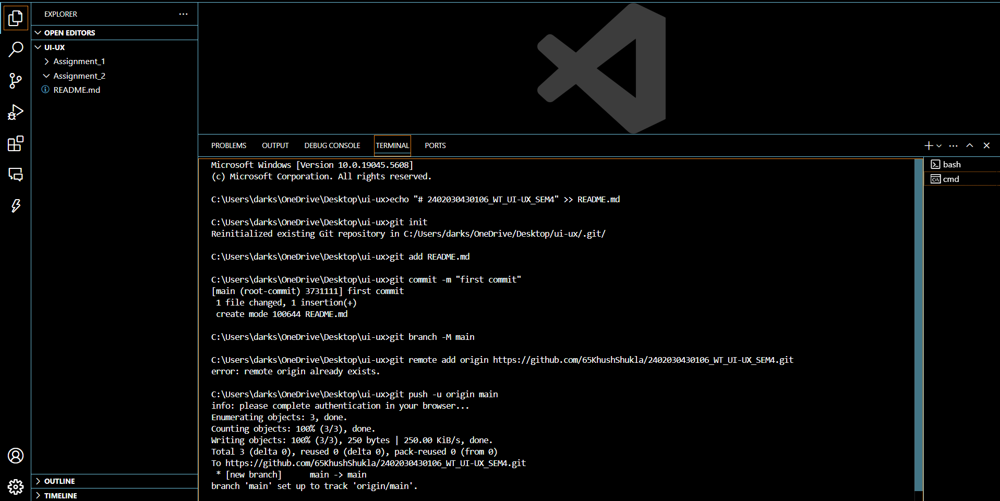 EXPLORER
OPEN EDITORS
UI-UX
Assignment_1
Assignment_2
README.md
OUTLINE
TIMELINE
PROBLEMS OUTPUT DEBUG CONSOLE TERMINAL PORTS
Microsoft Windows [Version 10.0.19045.5608]
(c) Microsoft Corporation. All rights reserved.
C:\Users\darks\OneDrive\Desktop\ui-ux>echo "# 2402030430106_WT_UI-UX_SEM4" >> README.md
C:\Users\darks\OneDrive\Desktop\ui-ux>git init
Reinitialized existing Git repository in C:/Users/darks/OneDrive/Desktop/ui-ux/.git/
C:\Users\darks\OneDrive\Desktop\ui-ux>git add README.md
C:\Users\darks\OneDrive\Desktop\ui-ux>git commit -m "first commit"
[main (root-commit) 3731111] first commit
1 file changed, 1 insertion(+)
create mode 100644 README.md
C:\Users\darks\OneDrive\Desktop\ui-ux>git branch -M main
C:\Users\darks\OneDrive\Desktop\ui-ux>git remote add origin https://github.com/65KhushShukla/2402030430106_WT_UI-UX_SEM4.git
error: remote origin already exists.
C:\Users\darks\OneDrive\Desktop\ui-ux>git push -u origin main
info: please complete authentication in your browser...
Enumerating objects: 3, done.
Counting objects: 100% (3/3), done.
Writing objects: 100% (3/3), 250 bytes | 250.00 KiB/s, done.
Total 3 (delta 0), reused 0 (delta 0), pack-reused 0 (from 0)
To https://github.com/65KhushShukla/2402030430106_WT_UI-UX_SEM4.git
* [new branch]      main -> main
branch 'main' set up to track 'origin/main'.
bash
cmd